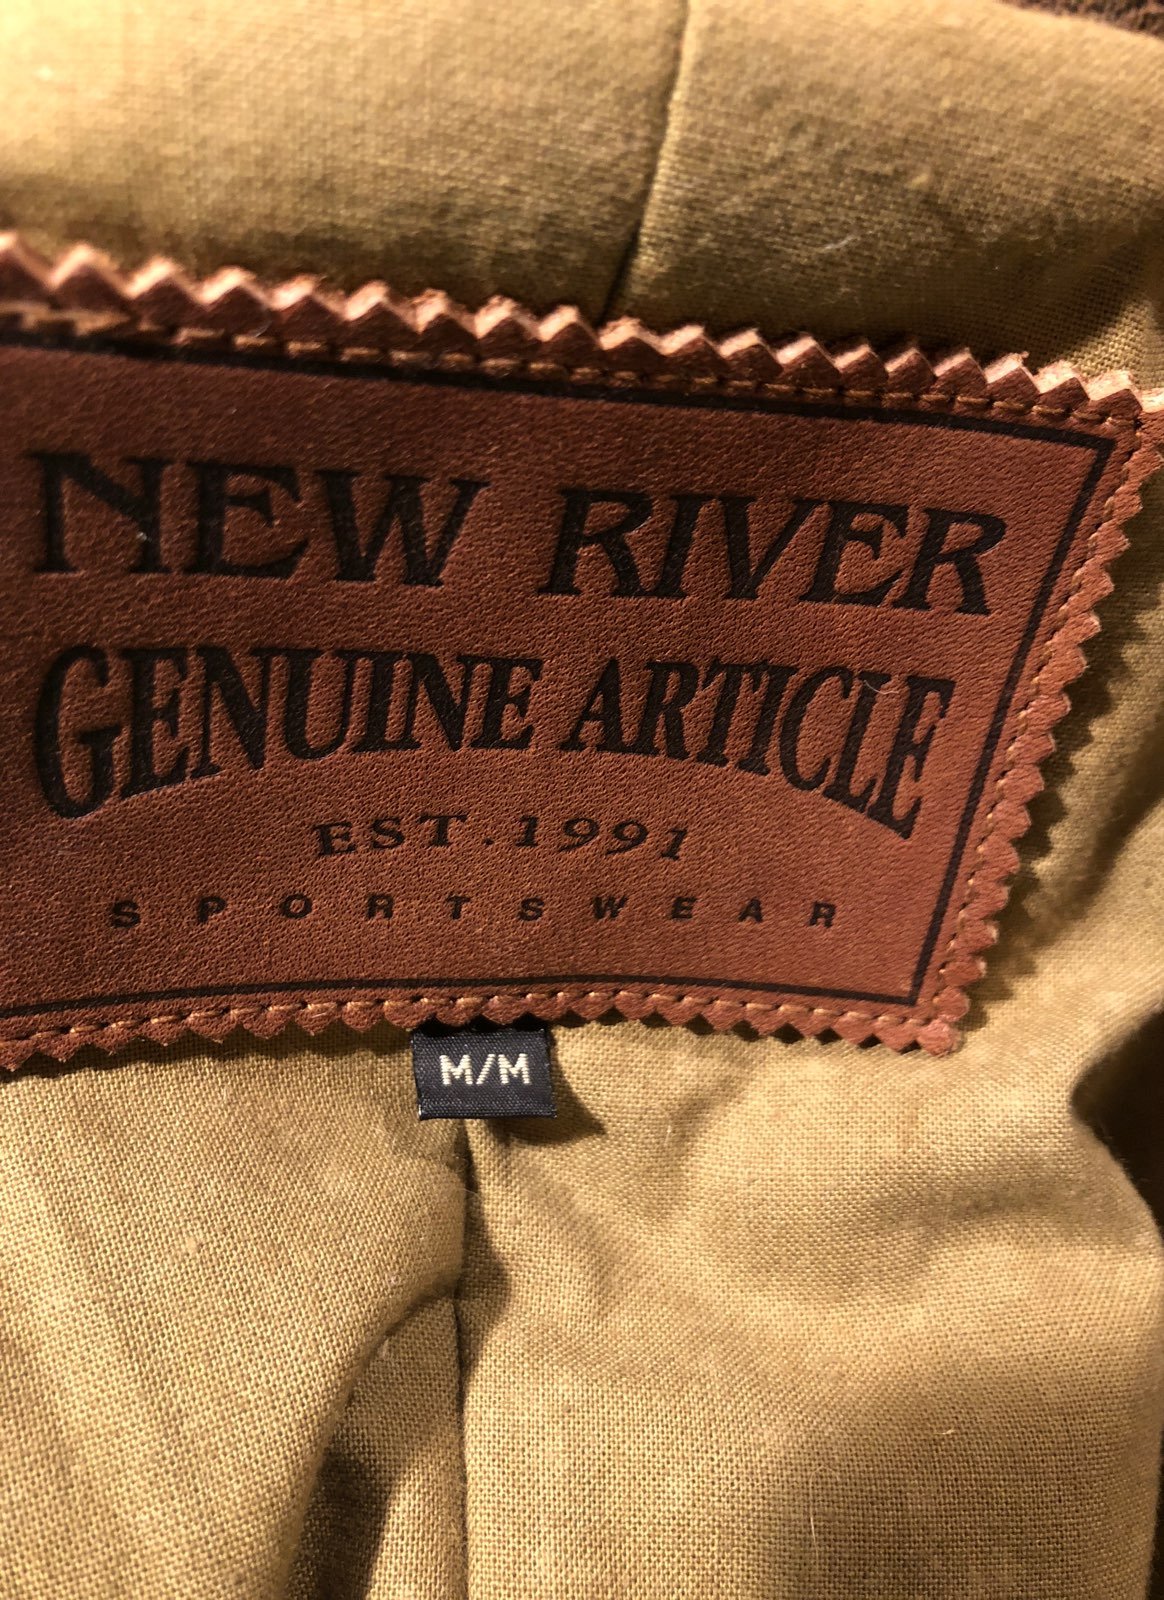 NEW RIVER
GENUINE ARTICLE
EST. 1991
SPORTSWEAR
M/M